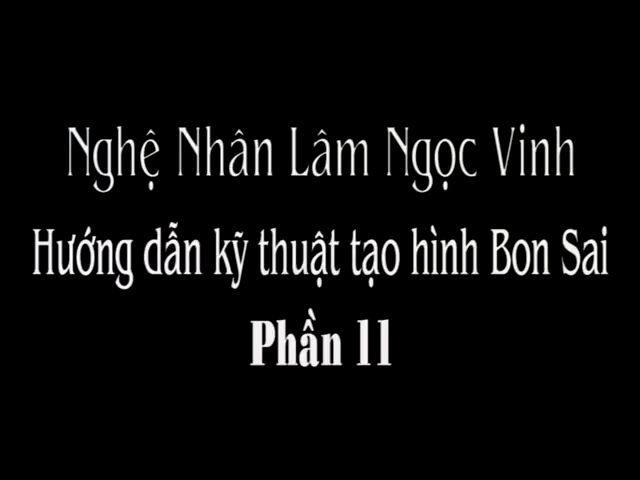 Nghệ Nhân Lâm Ngọc Vinh
Hướng dẫn kỹ thuật tạo hình Bon Sai
Phần 11